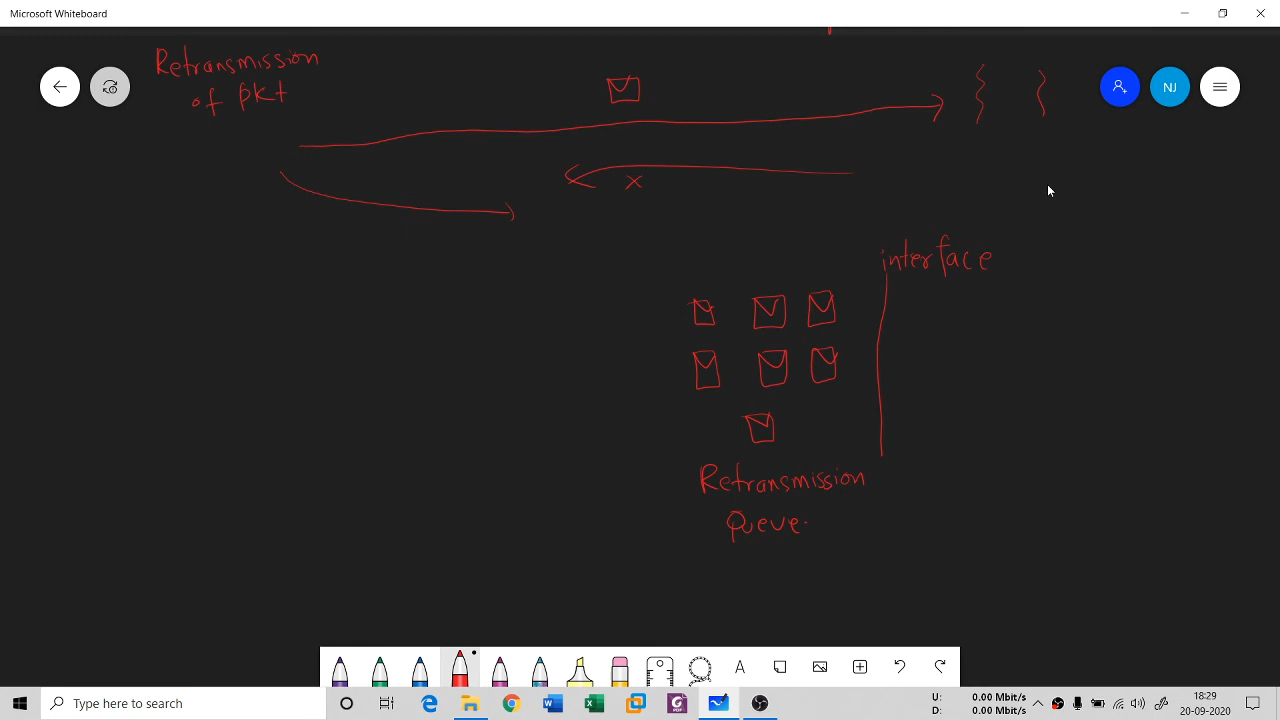 Microsoft Whiteboard
Retransmission
of pkt
NJ
x
interface
Retransmission
Queue.
A
Type here to search
U: 0.00 Mbit/s
D: 0.00 Mbit/s
18:29
20-09-2020